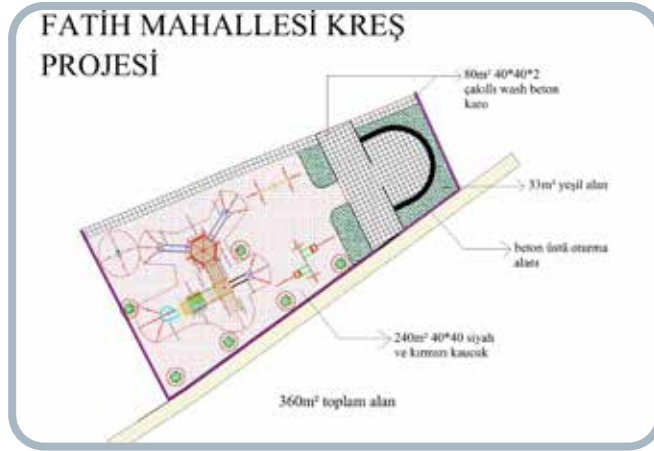 FATİH MAHALLESİ KREŞ
PROJESİ
80m² 40*40*2
çakıllı wash beton
karo
33m² yeşil alan
beton üstü oturma
alanı
240m² 40*40 siyah
ve kırmızı kaucuk
360m² toplam alan